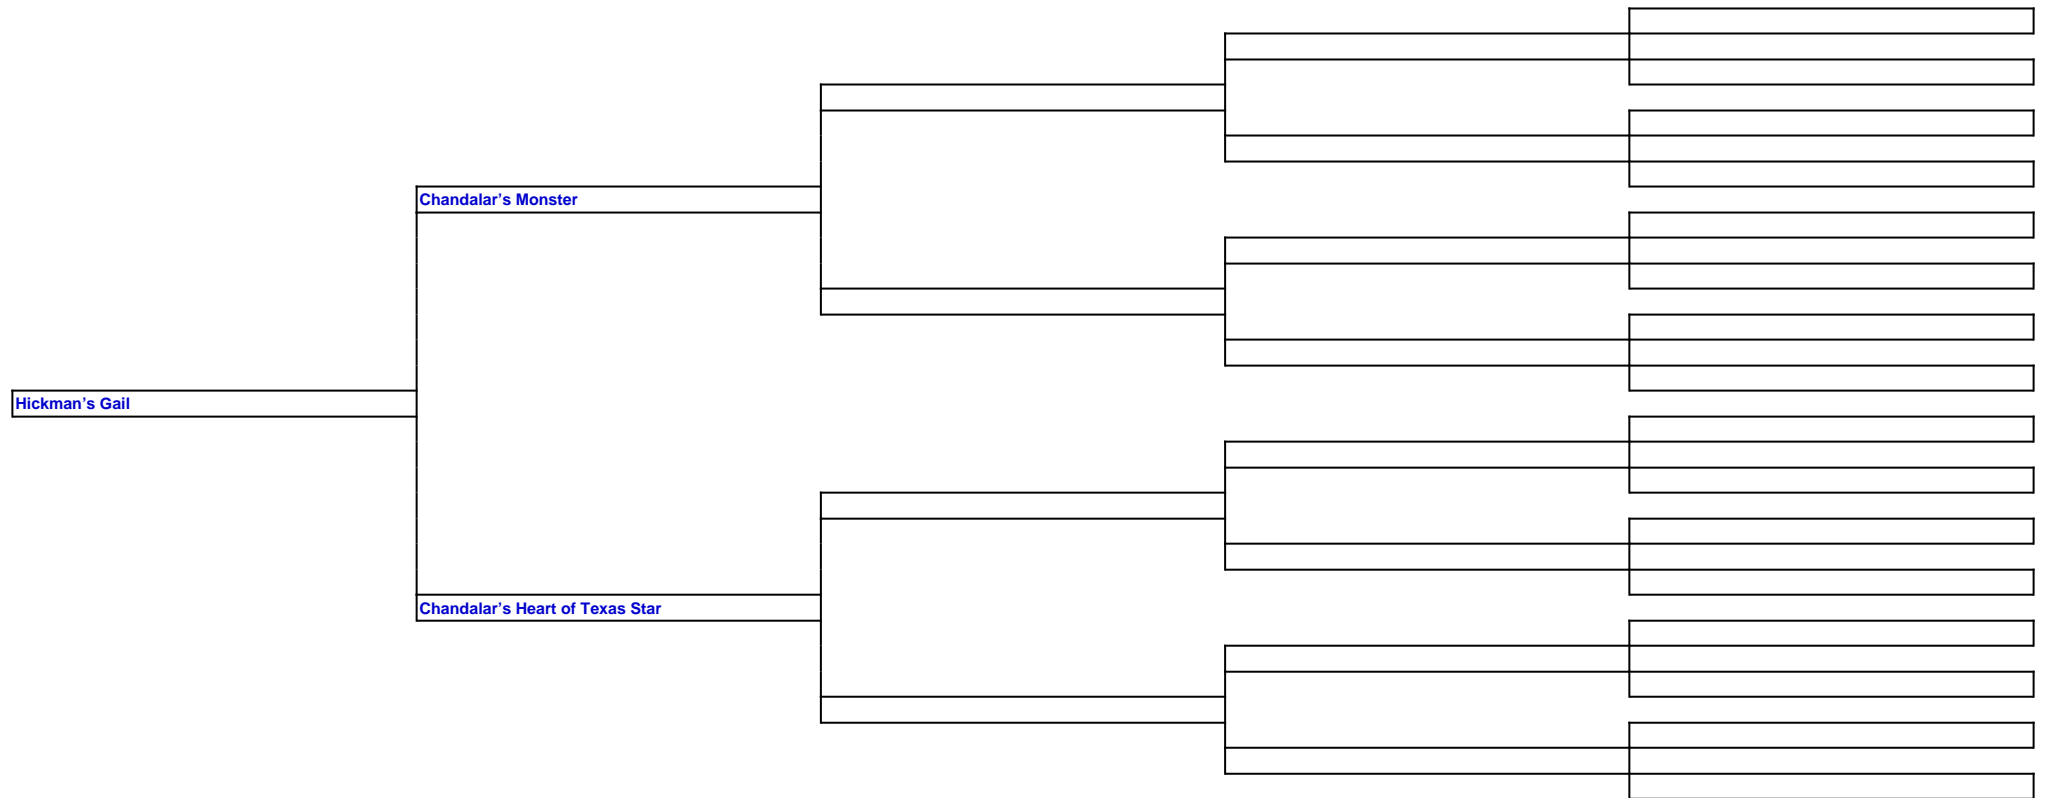 Chandalar’s Monster
Hickman’s Gail
Chandalar’s Heart of Texas Star